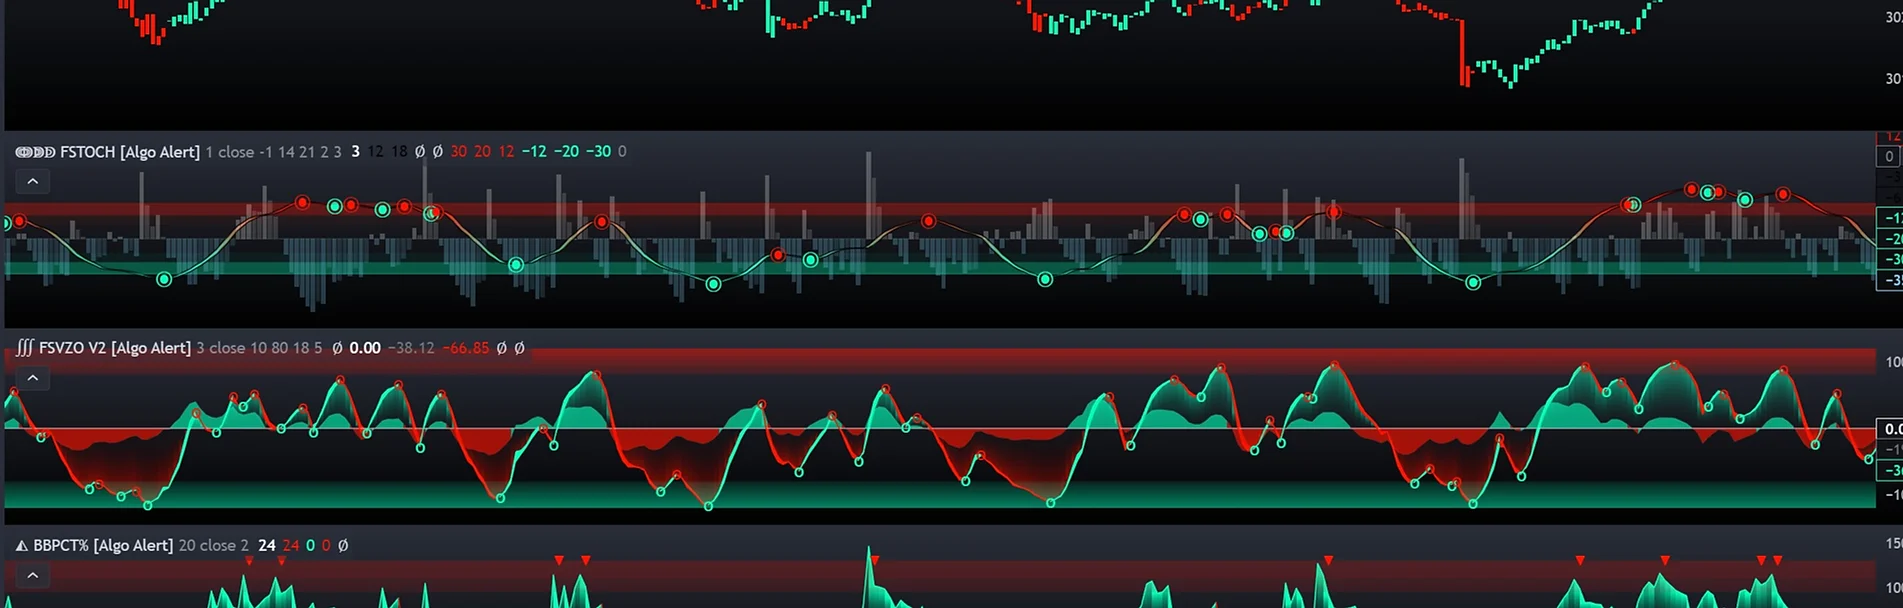 FSTOCH [Algo Alert] 1 close -1 14 21 2 3 3 12 18 Ø Ø 30 20 12 −12 −20 −30 0
12
0
∫∫∫ FSVZO V2 [Algo Alert] 3 close 10 80 18 5 Ø 0.00 −38.12 −66.85 Ø Ø
BBPCT% [Algo Alert] 20 close 2 24 24 0 0 Ø